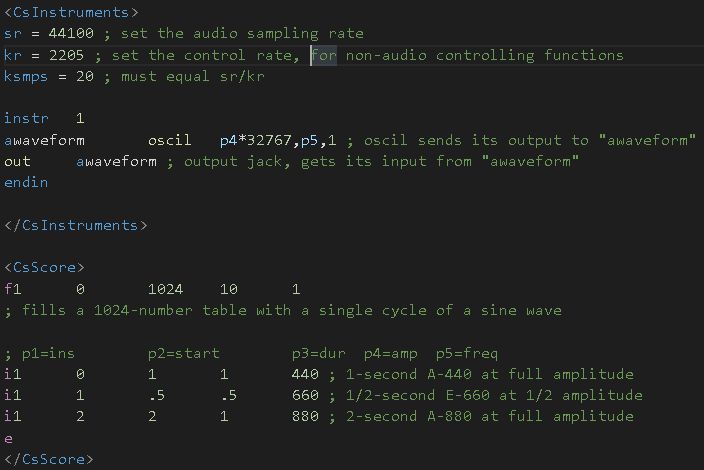 <CsInstruments>
sr = 44100 ; set the audio sampling rate
kr = 2205 ; set the control rate, for non-audio controlling functions
ksmps = 20 ; must equal sr/kr
instr 1
awaveform oscil p4*32767,p5,1 ; oscil sends its output to "awaveform"
out awaveform ; output jack, gets its input from "awaveform"
endin
</CsInstruments>
<CsScore>
f1 0 1024 10 1
; fills a 1024-number table with a single cycle of a sine wave
; p1=ins p2=start p3=dur p4=amp p5=freq
i1 0 1 1 440 ; 1-second A-440 at full amplitude
i1 1 .5 .5 660 ; 1/2-second E-660 at 1/2 amplitude
i1 2 2 1 880 ; 2-second A-880 at full amplitude
e
</CsScore>